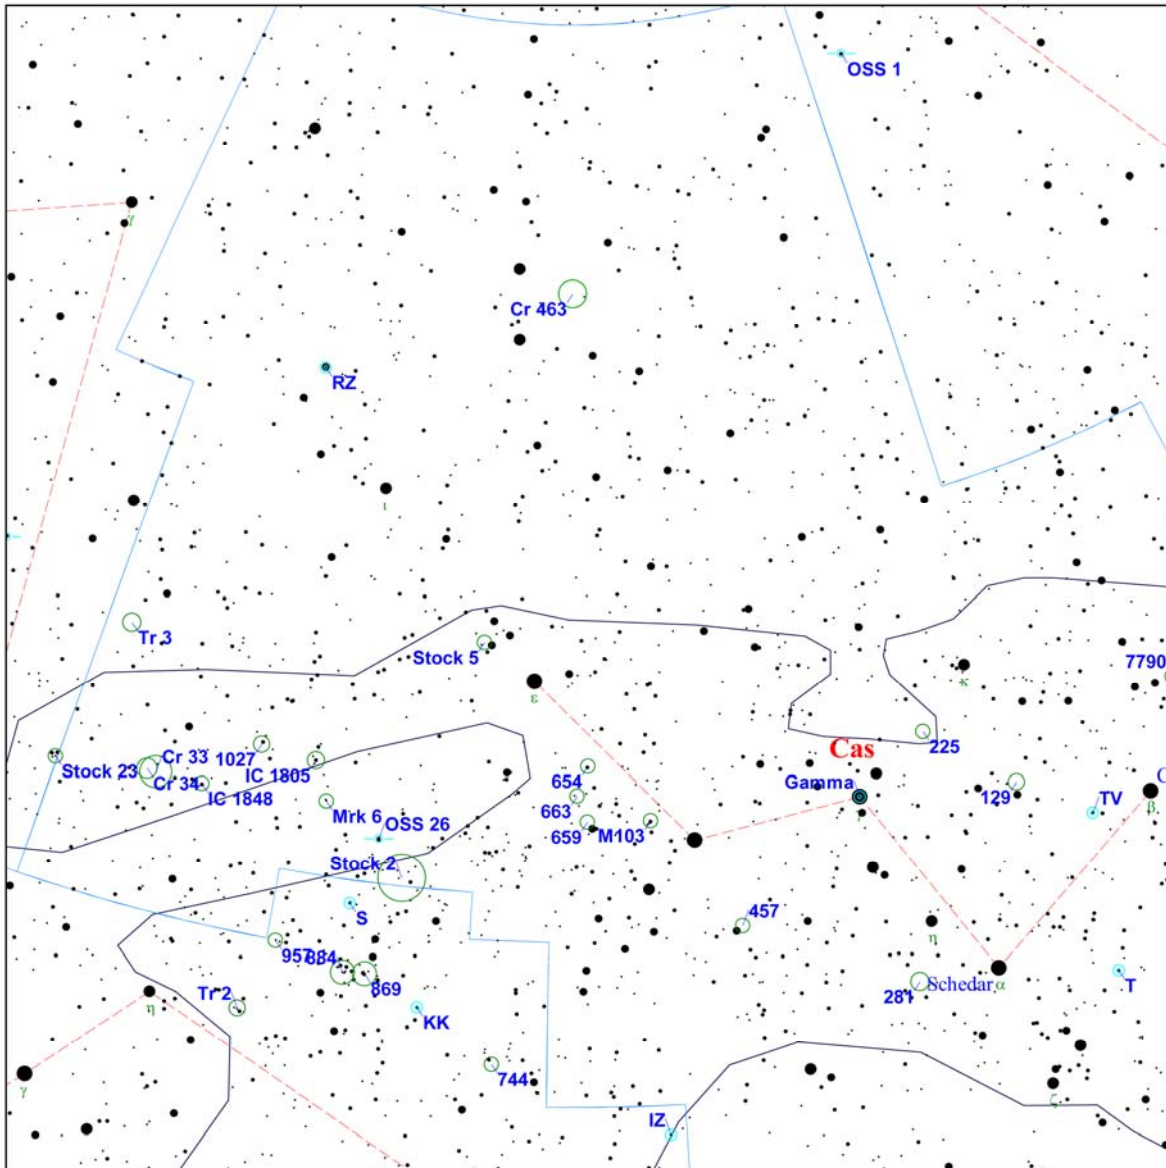 OSS 1
γ
Cr 463
RZ
ι
Tr 3
Stock 5
ε
κ
7790
Stock 23
Cr 33
1027
IC 1805
Cr 34
IC 1848
225
Cas
654
Gamma
663
129
TV
β
Mrk 6
OSS 26
659
M103
Stock 2
S
457
η
957
884
869
Schedar
α
281
T
Tr 2
η
KK
744
γ
ζ
IZ